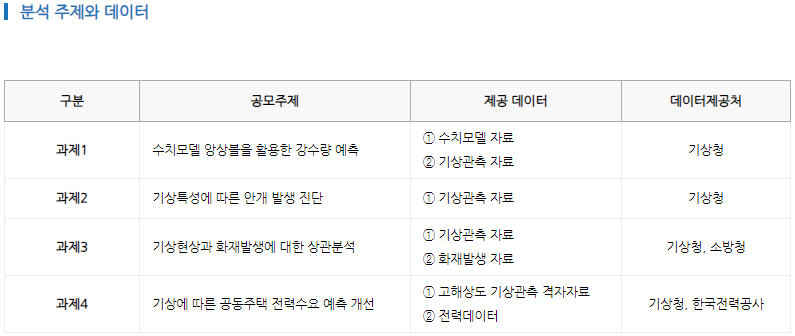 분석 주제와 데이터
구분 공모주제 제공 데이터 데이터제공처
과제1 수치모델 앙상블을 활용한 강수량 예측 ① 수치모델 자료 ② 기상관측 자료 기상청
과제2 기상특성에 따른 안개 발생 진단 ① 기상관측 자료 기상청
과제3 기상현상과 화재발생에 대한 상관분석 ① 기상관측 자료 ② 화재발생 자료 기상청, 소방청
과제4 기상에 따른 공동주택 전력수요 예측 개선 ① 고해상도 기상관측 격자자료 ② 전력데이터 기상청, 한국전력공사